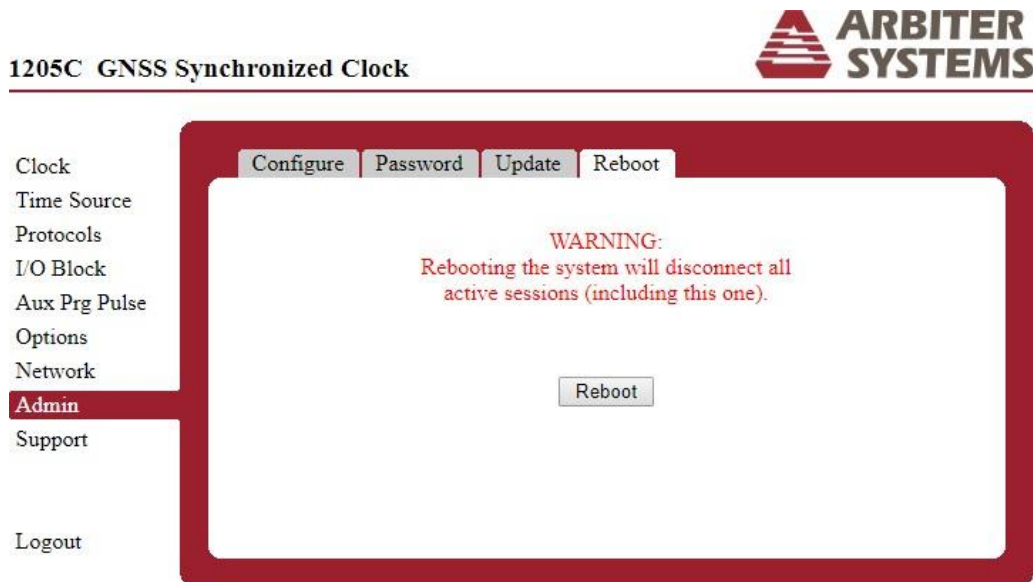 ARBITER
SYSTEMS
1205C GNSS Synchronized Clock
Clock
Time Source
Protocols
I/O Block
Aux Prg Pulse
Options
Network
Admin
Support
Logout
Configure Password Update Reboot
WARNING:
Rebooting the system will disconnect all
active sessions (including this one).
Reboot